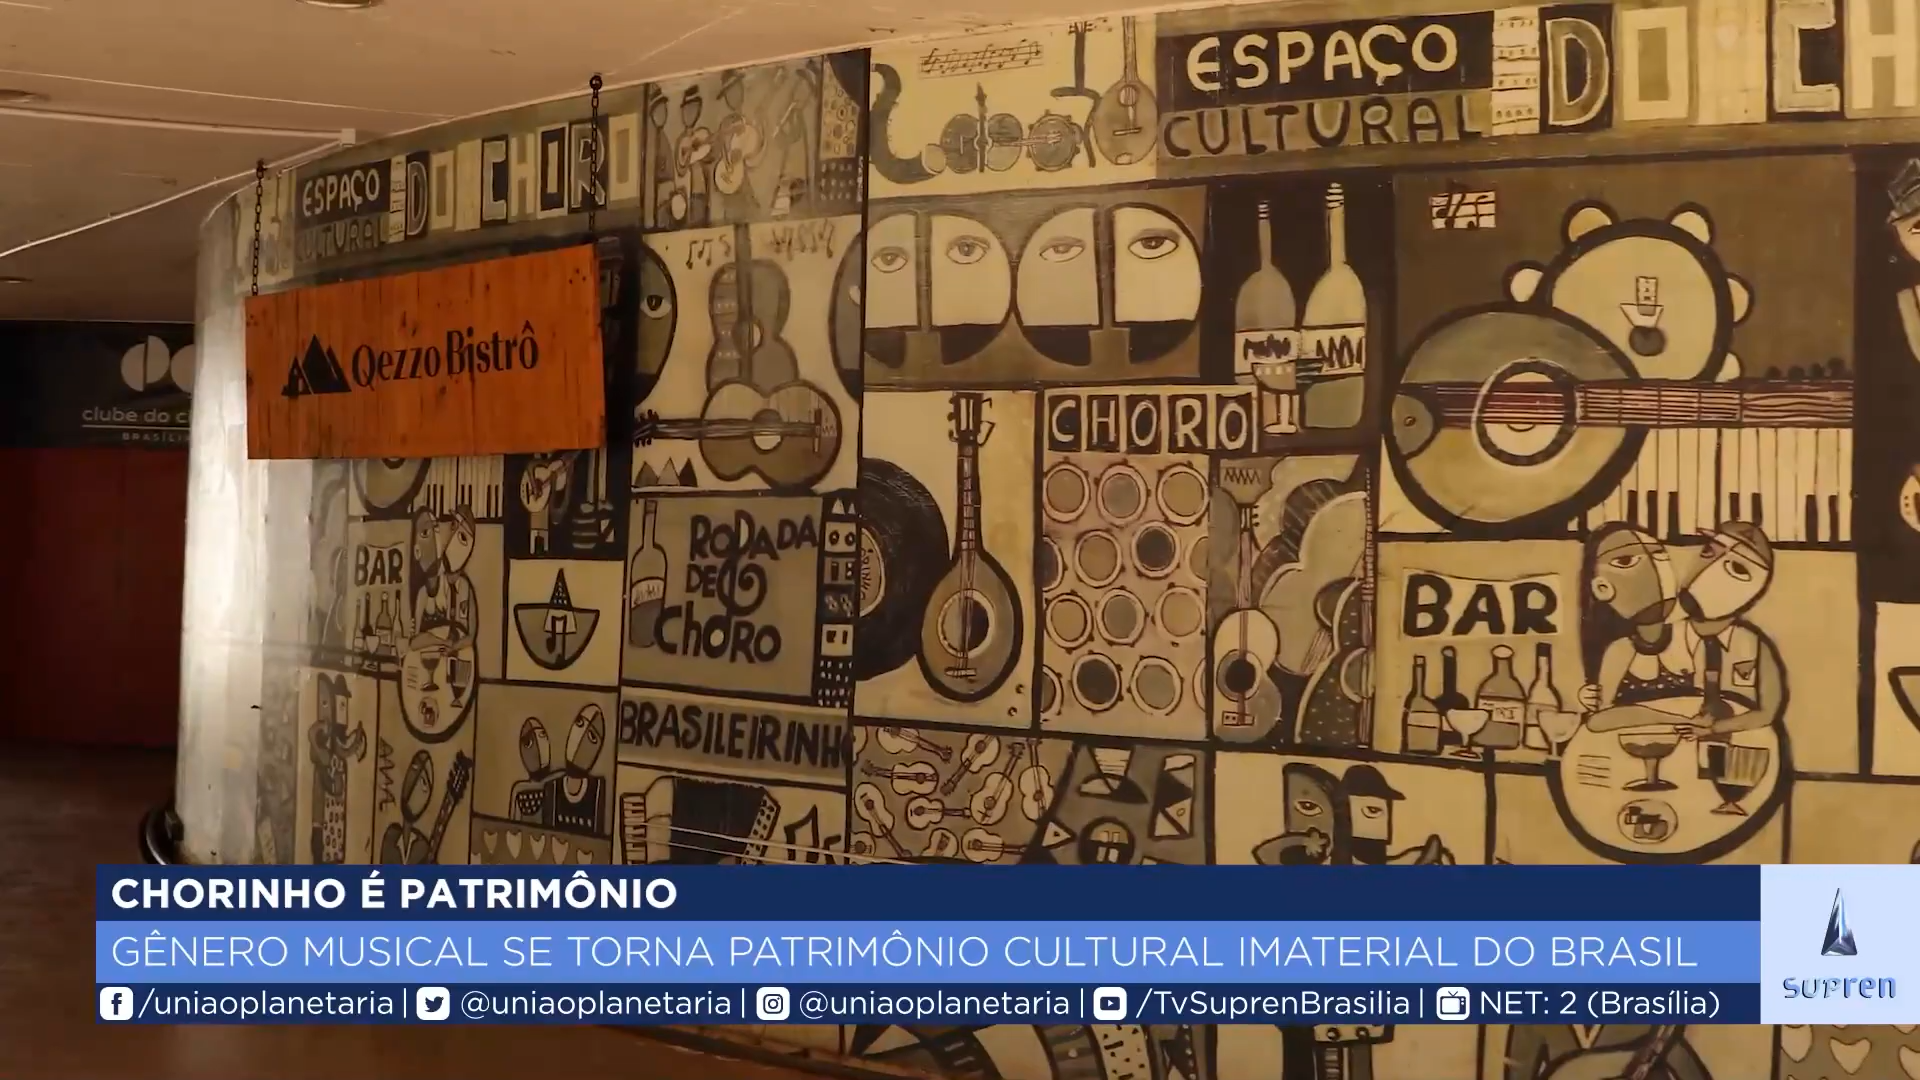 ESPAÇO
CULTURAL
DO CH
ESPAÇO
CULTURAL
DO CHORO
Qezzo Bistrô
clube do c
BRASÍLIA
CHORO
RODADA
DE
CHORO
BAR
BAR
BRASILEIRINHO
CHORINHO É PATRIMÔNIO
GÊNERO MUSICAL SE TORNA PATRIMÔNIO CULTURAL IMATERIAL DO BRASIL
/uniaoplanetaria | @uniaoplanetaria | @uniaoplanetaria | /TvSuprenBrasilia | NET: 2 (Brasília)
SUPren